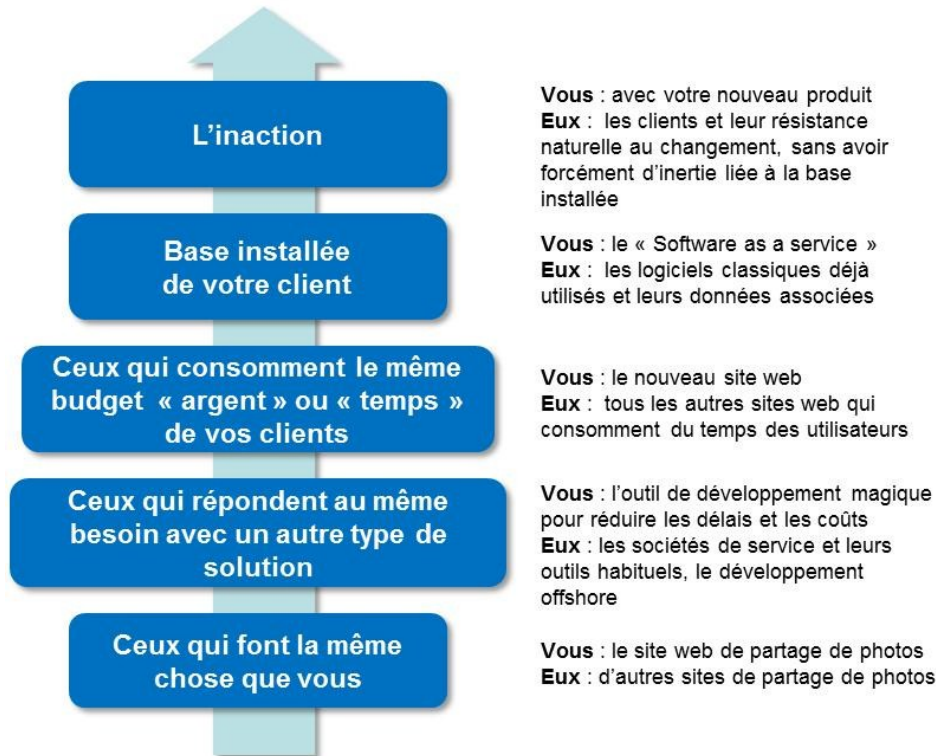 L'inaction
Vous : avec votre nouveau produit
Eux : les clients et leur résistance
naturelle au changement, sans avoir
forcément d'inertie liée à la base
installée
Base installée
de votre client
Vous : le « Software as a service »
Eux : les logiciels classiques déjà
utilisés et leurs données associées
Ceux qui consomment le même
budget « argent » ou « temps »
de vos clients
Vous : le nouveau site web
Eux : tous les autres sites web qui
consomment du temps des utilisateurs
Ceux qui répondent au même
besoin avec un autre type de
solution
Vous : l'outil de développement magique
pour réduire les délais et les coûts
Eux : les sociétés de service et leurs
outils habituels, le développement
offshore
Ceux qui font la même
chose que vous
Vous : le site web de partage de photos
Eux : d'autres sites de partage de photos